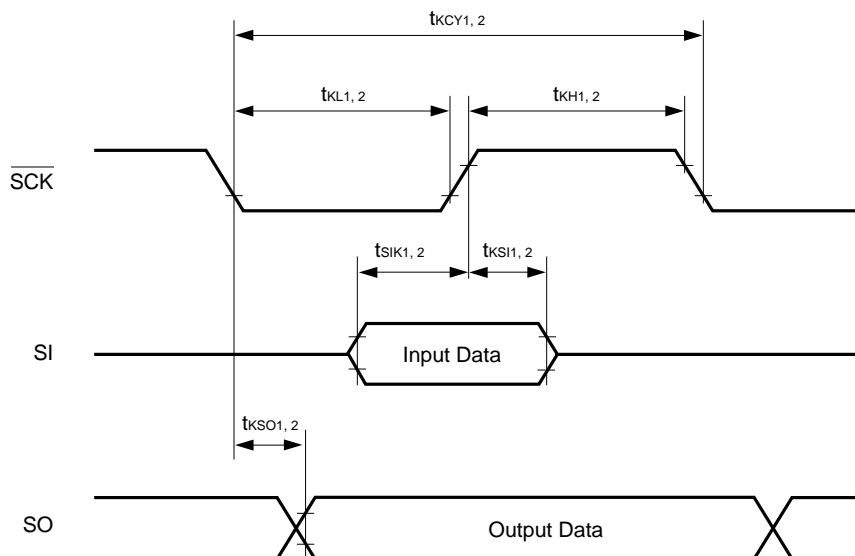 tKCY1, 2
tKL1, 2
tKH1, 2
SCK
tSIK1, 2
tKSI1, 2
SI
Input Data
tKSO1, 2
SO
Output Data